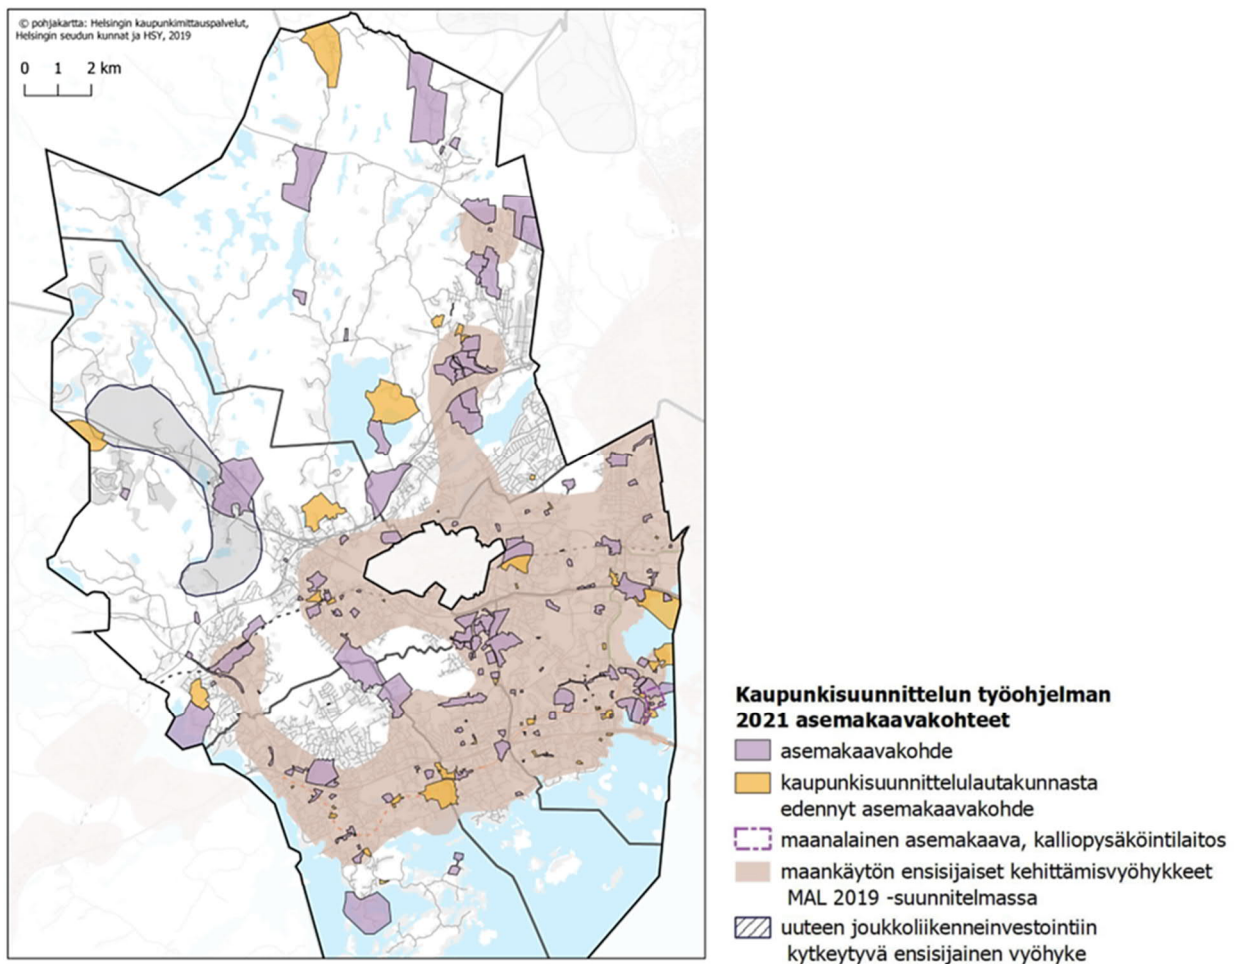 © pohjakartta: Helsingin kaupunkimittauspalvelut,
Helsingin seudun kunnat ja HSY, 2019
0 1 2 km
Kaupunkisuunnittelun työohjelman
2021 asemakaavakohteet
asemakaavakohde
kaupunkisuunnittelulautakunnasta
edennyt asemakaavakohde
maanalainen asemakaava, kalliopysäköintilaitos
maankäytön ensisijaiset kehittämisvyöhykkeet
MAL 2019 -suunnitelmassa
uuteen joukkoliikenneinvestointiin
kytkeytyvä ensisijainen vyöhyke